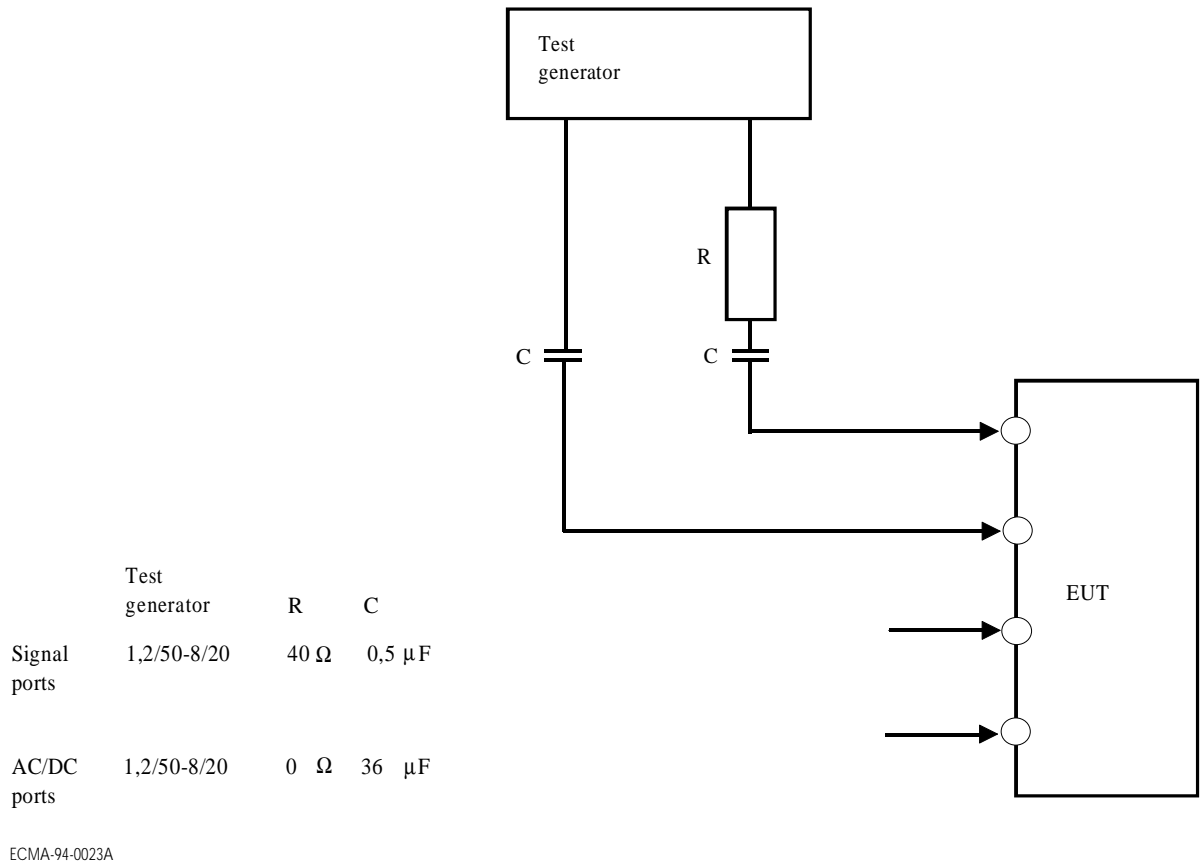 Test
generator
R
C
C
EUT
Test
generator R C
Signal 1,2/50-8/20 40 Ω 0,5 μF
ports
AC/DC 1,2/50-8/20 0 Ω 36 μF
ports
ECMA-94-0023A